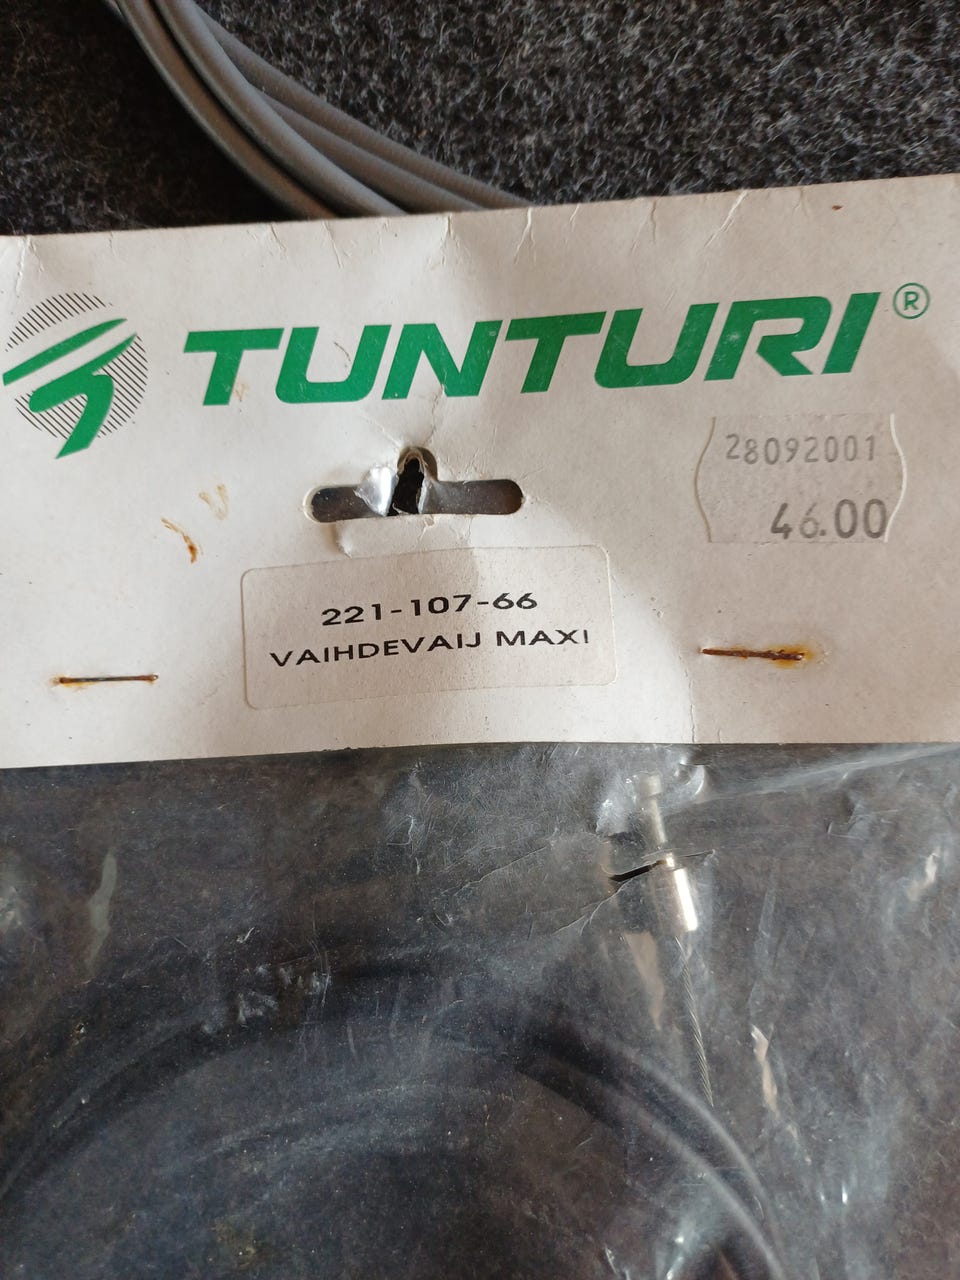 TUNTURI®
28092001
46.00
221-107-66
VAIHDEVAIJ MAXI